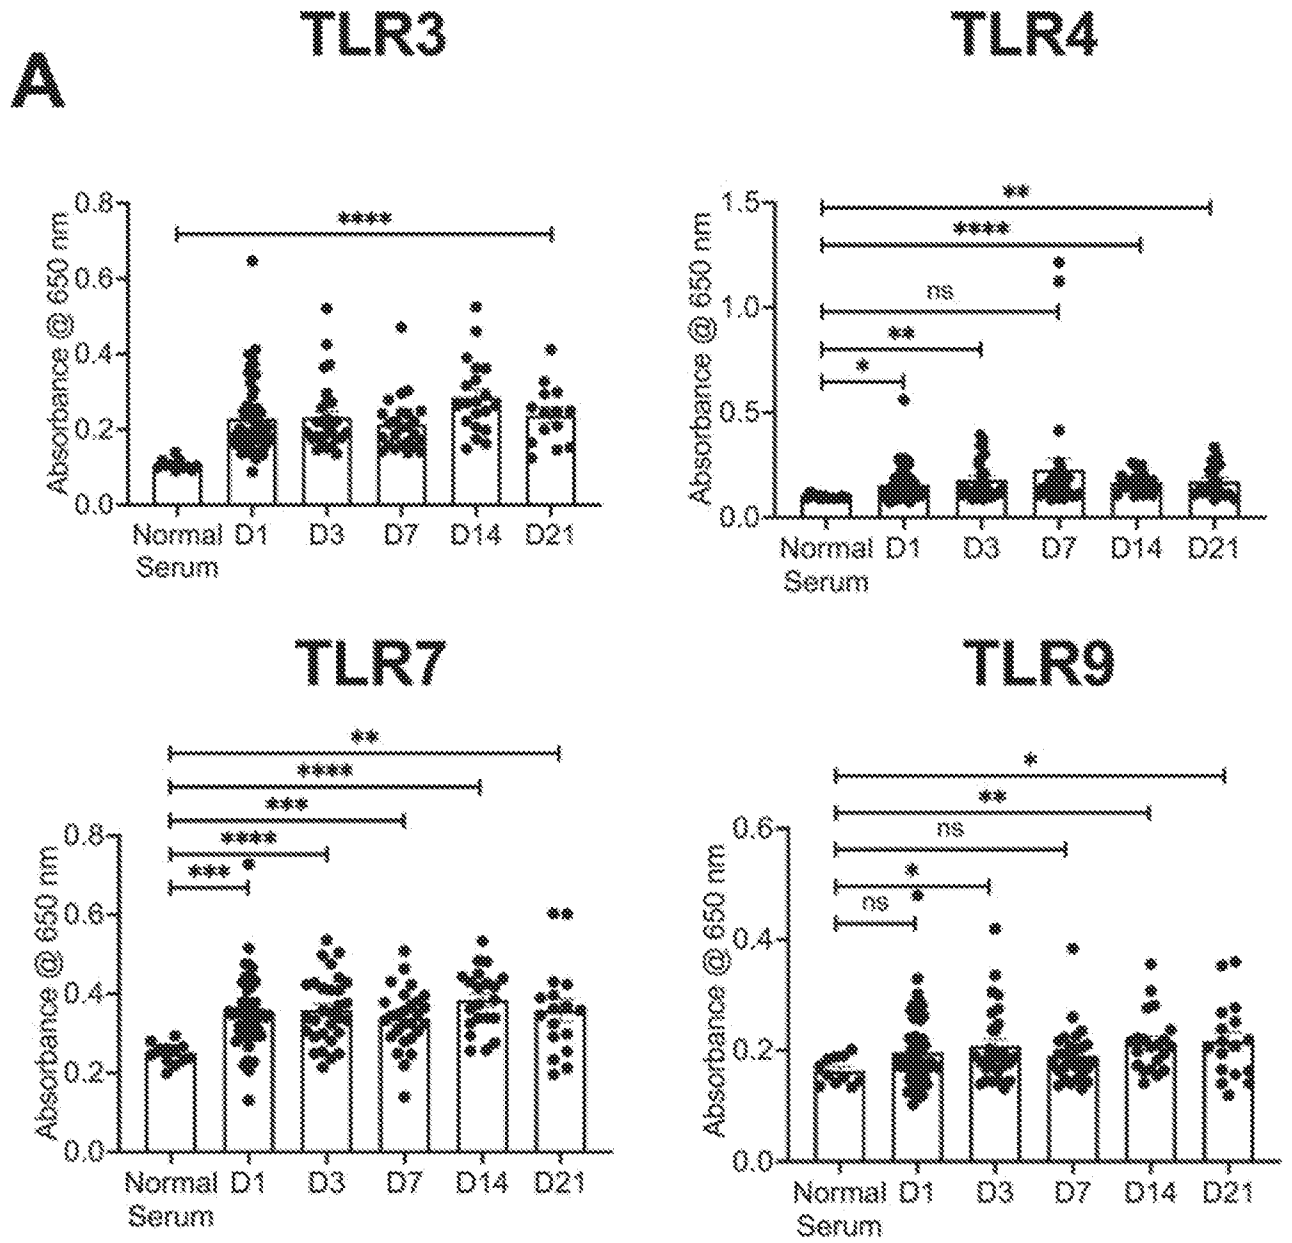 A
TLR3
Absorbance @ 650 nm
0.8
0.6
0.4
0.2
0.0
****
Normal Serum
D1
D3
D7
D14
D21
TLR4
Absorbance @ 650 nm
1.5
1.0
0.5
0.0
**
****
ns
**
*
Normal Serum
D1
D3
D7
D14
D21
TLR7
Absorbance @ 650 nm
0.8
0.6
0.4
0.2
0.0
**
****
***
****
***
Normal Serum
D1
D3
D7
D14
D21
TLR9
Absorbance @ 650 nm
0.6
0.4
0.2
0.0
*
**
ns
*
ns
Normal Serum
D1
D3
D7
D14
D21